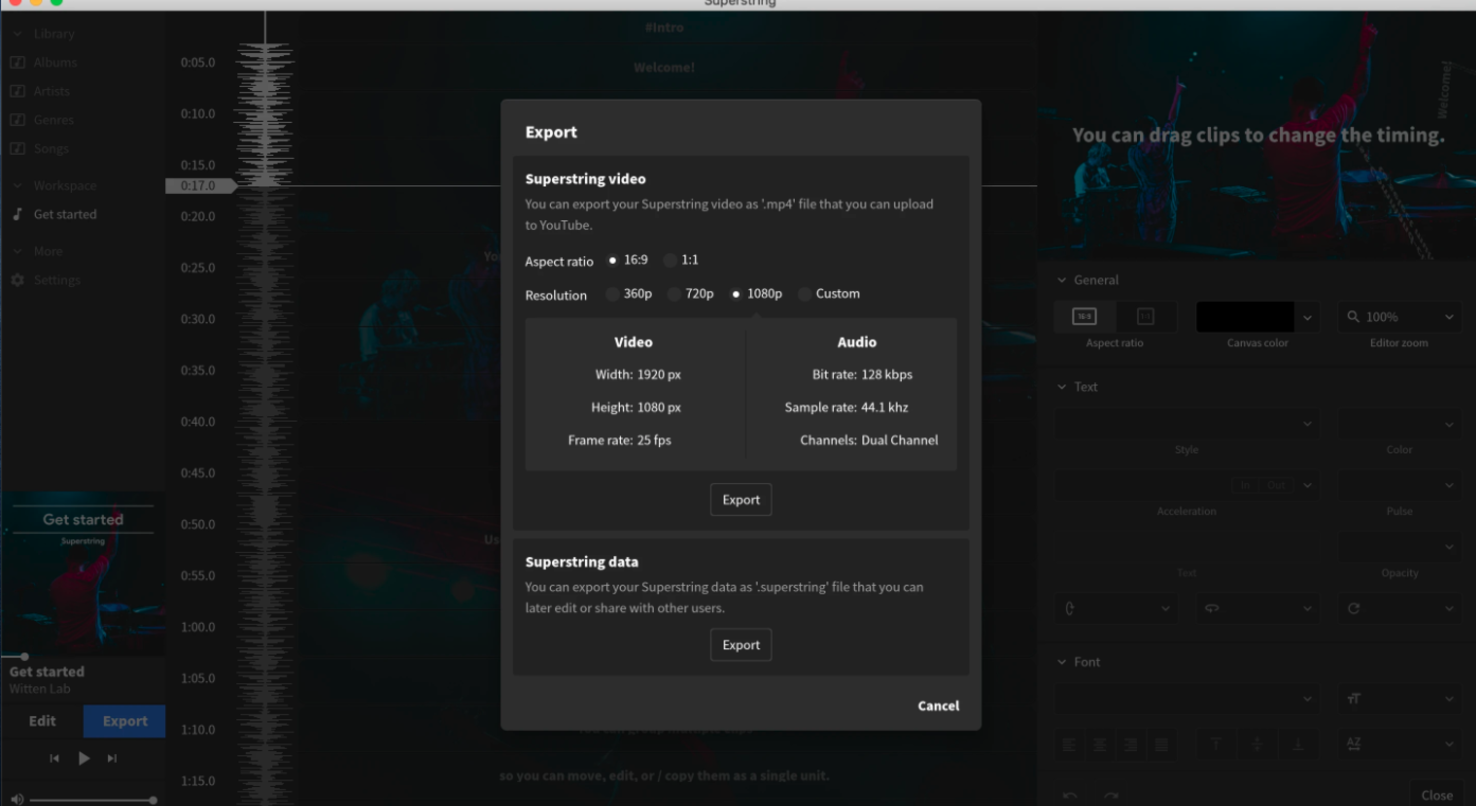 Superstring
Library
Albums
Artists
Genres
Songs
Workspace
Get started
More
Settings
Get started
Superstring
Get started
Witten Lab
Edit
Export
0:05.0
0:10.0
0:15.0
0:17.0
0:20.0
0:25.0
0:30.0
0:35.0
0:40.0
0:45.0
0:50.0
0:55.0
1:00.0
1:05.0
1:10.0
1:15.0
#Intro
Welcome!
Yo
Us
so you can move, edit, or / copy them as a single unit.
Export
Superstring video
You can export your Superstring video as '.mp4' file that you can upload
to YouTube.
Aspect ratio 16:9 1:1
Resolution 360p 720p 1080p Custom
Video
Width: 1920 px
Height: 1080 px
Frame rate: 25 fps
Audio
Bit rate: 128 kbps
Sample rate: 44.1 khz
Channels: Dual Channel
Export
Superstring data
You can export your Superstring data as '.superstring' file that you can
later edit or share with other users.
Export
Cancel
Welcome!
You can drag clips to change the timing.
General
16:9 1:1
100%
Aspect ratio
Canvas color
Editor zoom
Text
Style
Color
In Out
Acceleration
Pulse
Text
Opacity
Font
TT
AZ
Close